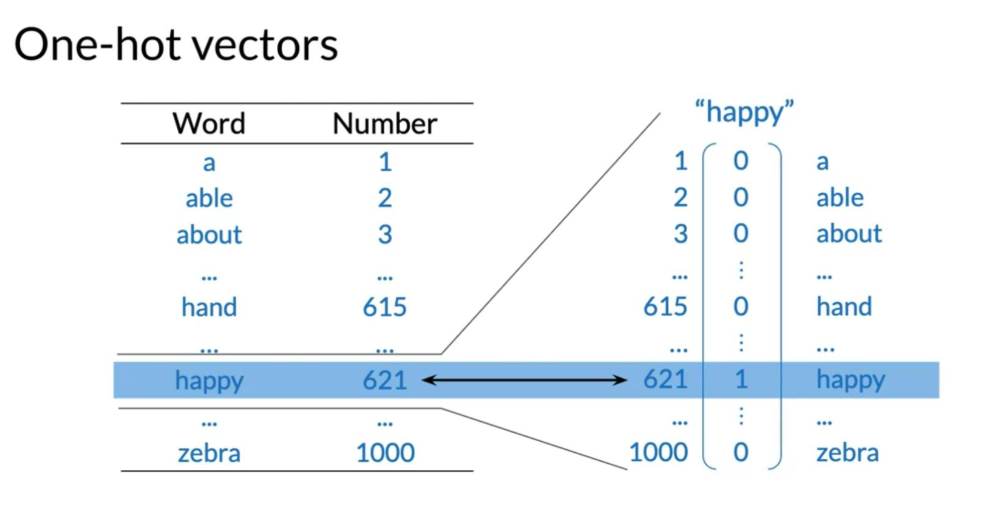 One-hot vectors
Word Number
a 1
able 2
about 3
... ...
hand 615
... ...
happy 621
... ...
zebra 1000
“happy”
1 0 a
2 0 able
3 0 about
... ⋮ ...
615 0 hand
... ⋮ ...
621 1 happy
... ⋮ ...
1000 0 zebra